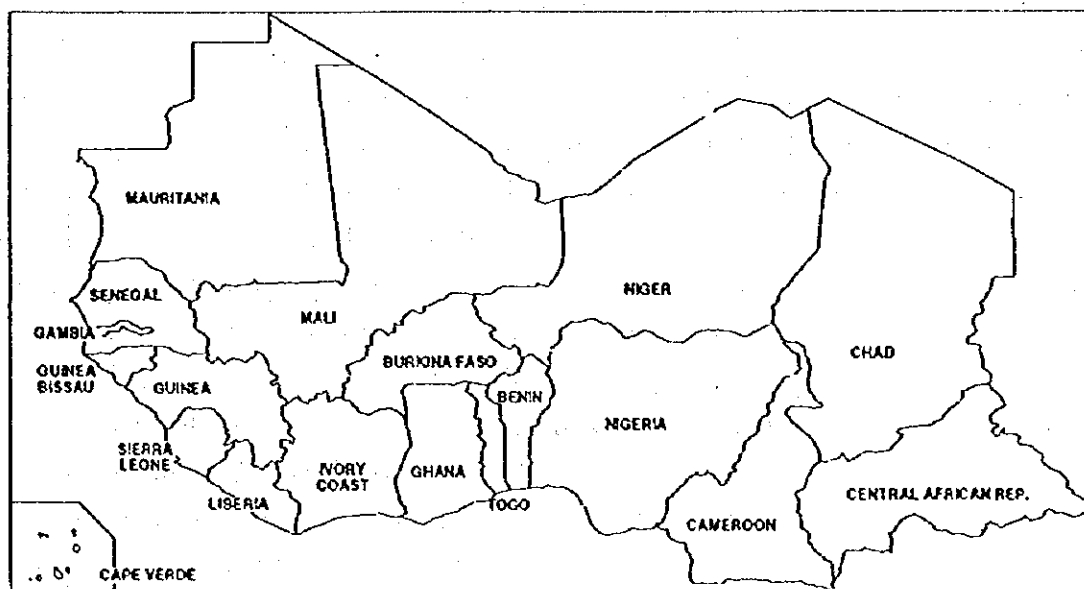 MAURITANIA
SENEGAL
NIGER
MALI
GAMBIA
CHAD
GUINEA
BISSAU
BURKINA FASO
GUINEA
BENIN
NIGERIA
SIERRA
LEONE
IVORY
COAST
GHANA
LIBERIA
TOGO
CENTRAL AFRICAN REP.
CAMEROON
CAPE VERDE